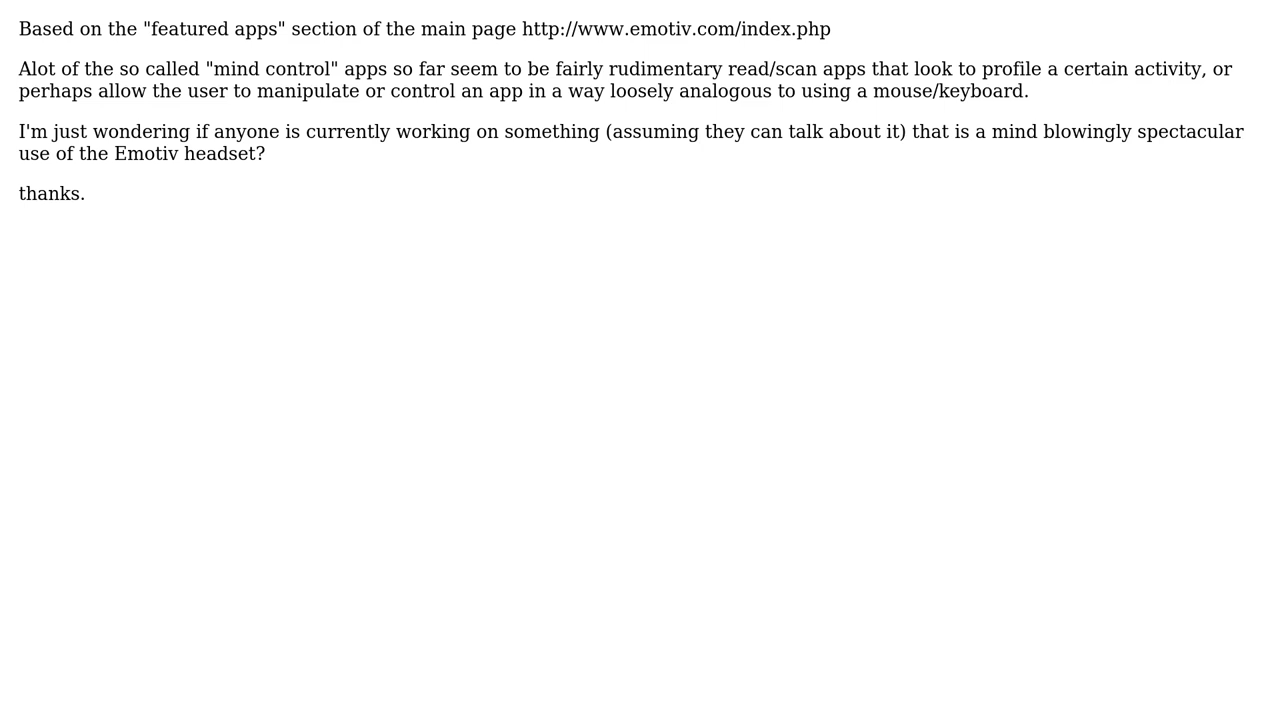 Based on the "featured apps" section of the main page http://www.emotiv.com/index.php
Alot of the so called "mind control" apps so far seem to be fairly rudimentary read/scan apps that look to profile a certain activity, or
perhaps allow the user to manipulate or control an app in a way loosely analogous to using a mouse/keyboard.
I'm just wondering if anyone is currently working on something (assuming they can talk about it) that is a mind blowingly spectacular
use of the Emotiv headset?
thanks.